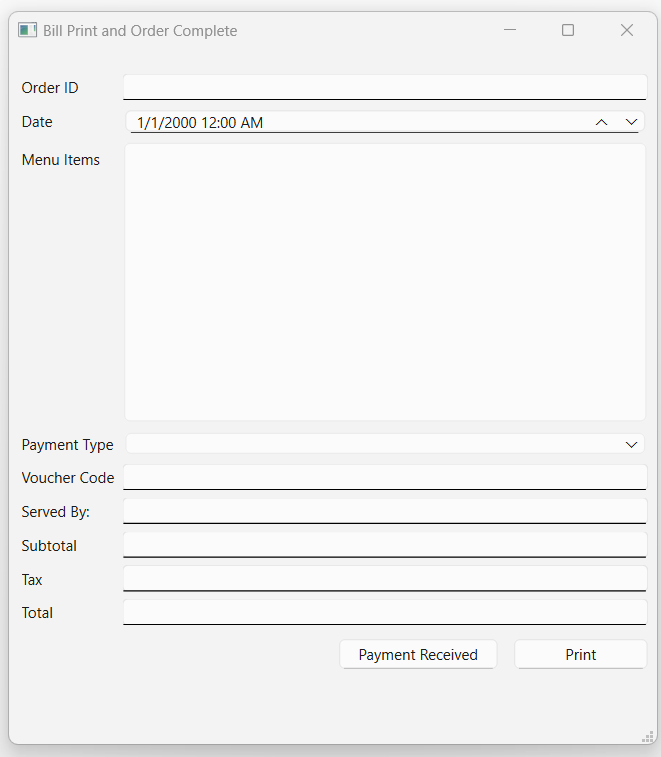 Bill Print and Order Complete
Order ID
Date 1/1/2000 12:00 AM
Menu Items
Payment Type
Voucher Code
Served By:
Subtotal
Tax
Total
Payment Received Print